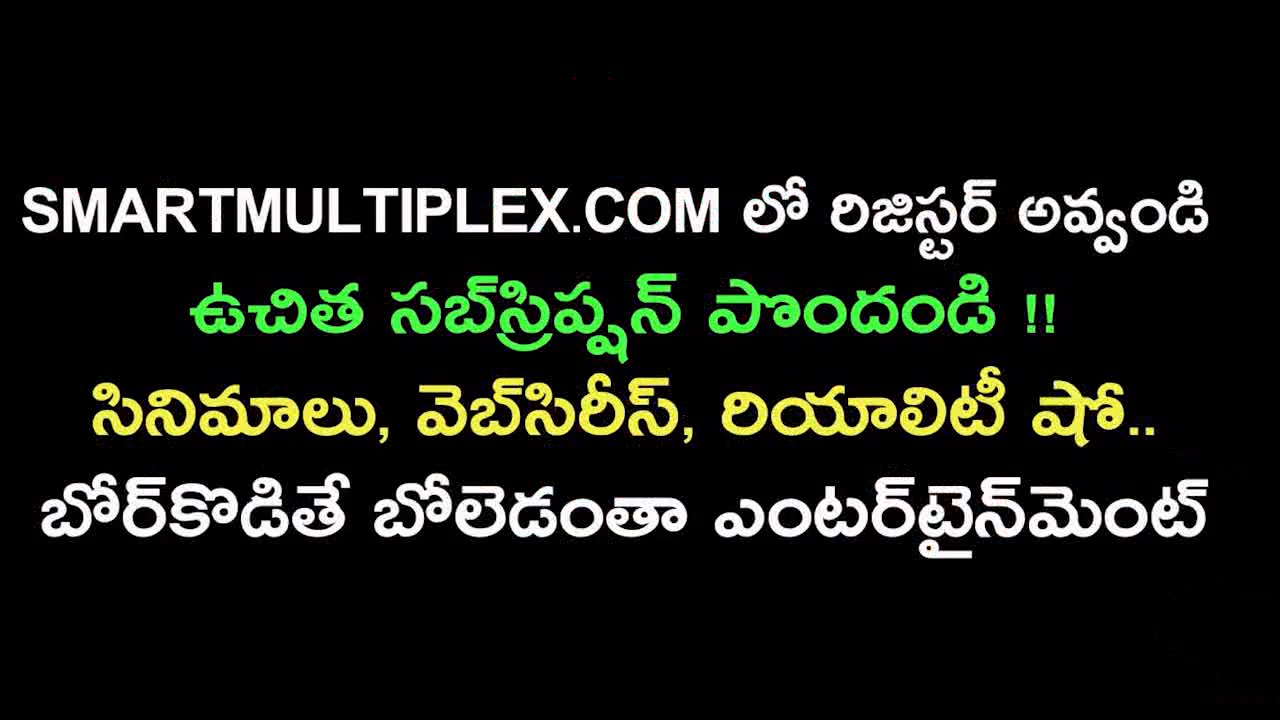 SMARTMULTIPLEX.COM లో రిజిస్టర్ అవ్వండి
ఉచిత సబ్‌స్రిప్షన్ పొందండి !!
సినిమాలు, వెబ్‌సిరీస్, రియాలిటీ షో..
బోర్‌కొడితే బోలెడంతా ఎంటర్‌టైన్‌మెంట్